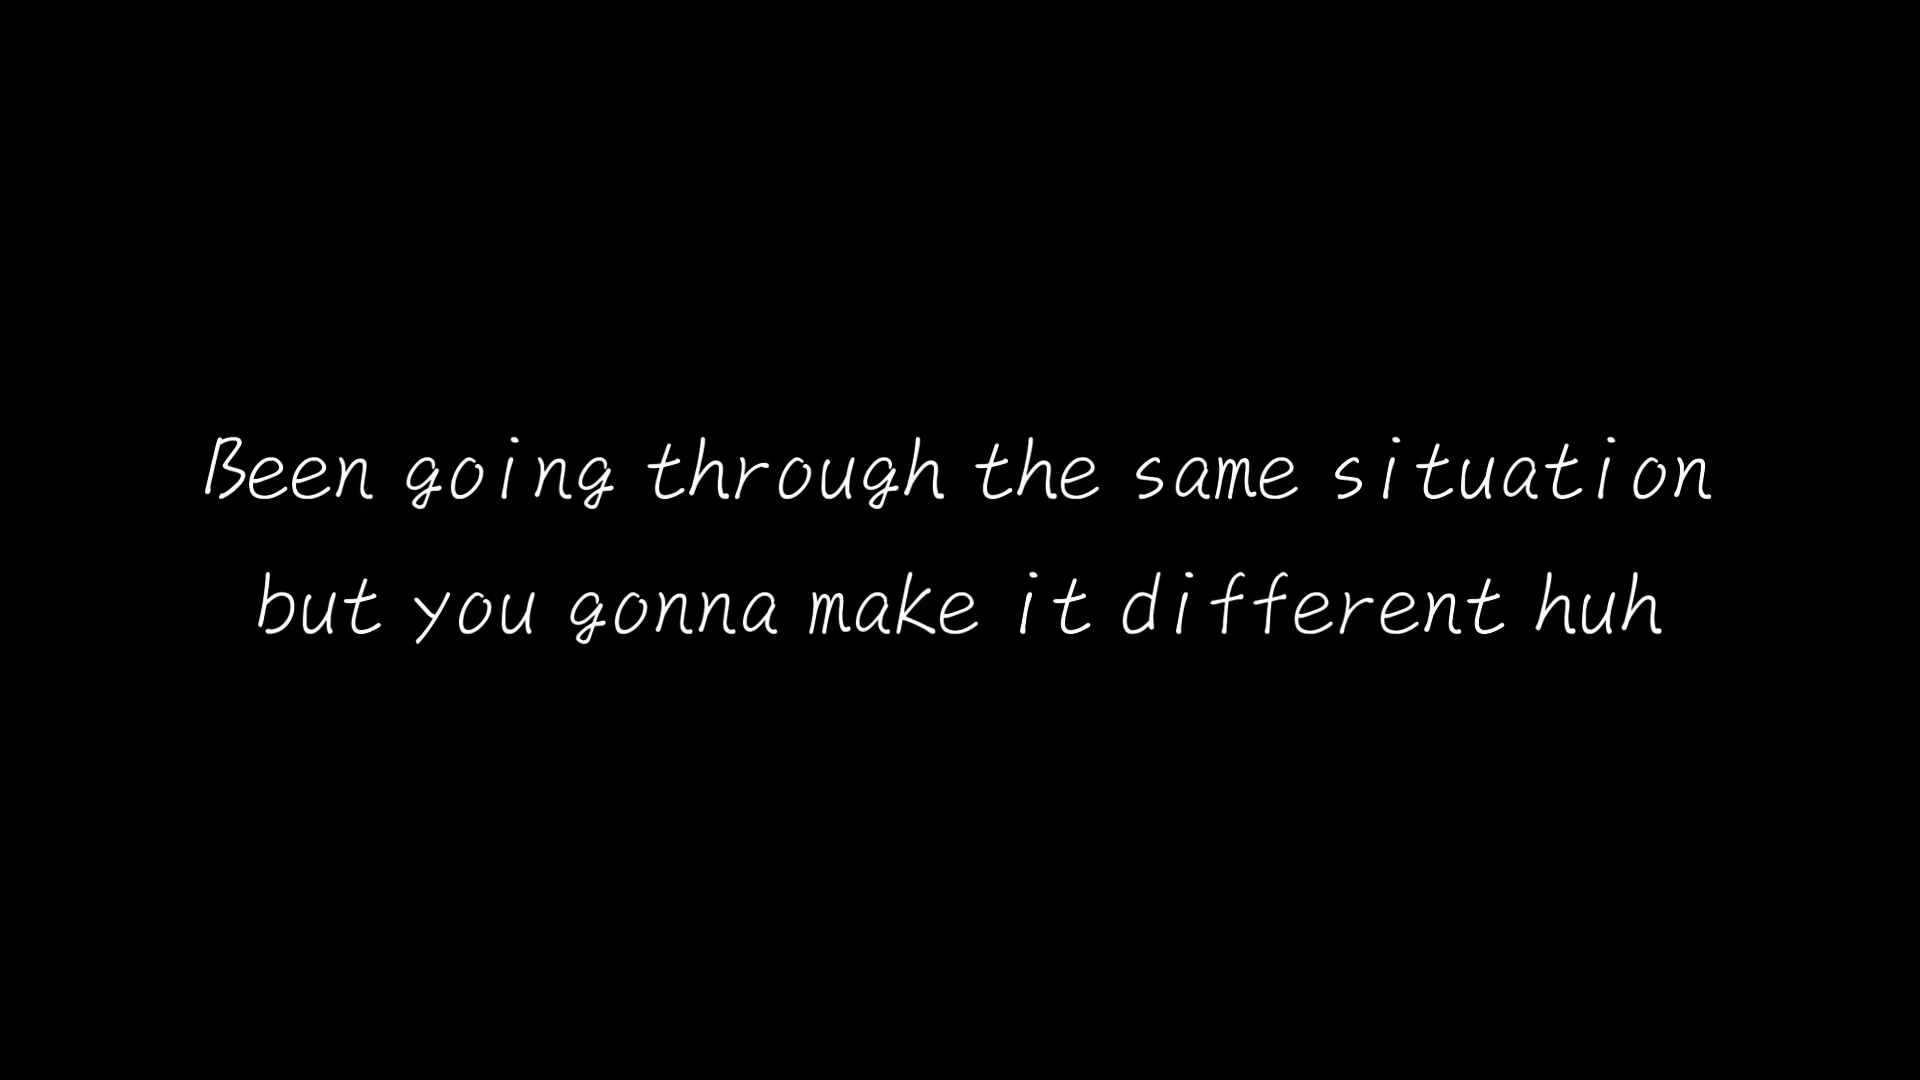 Been going through the same situation
but you gonna make it different huh